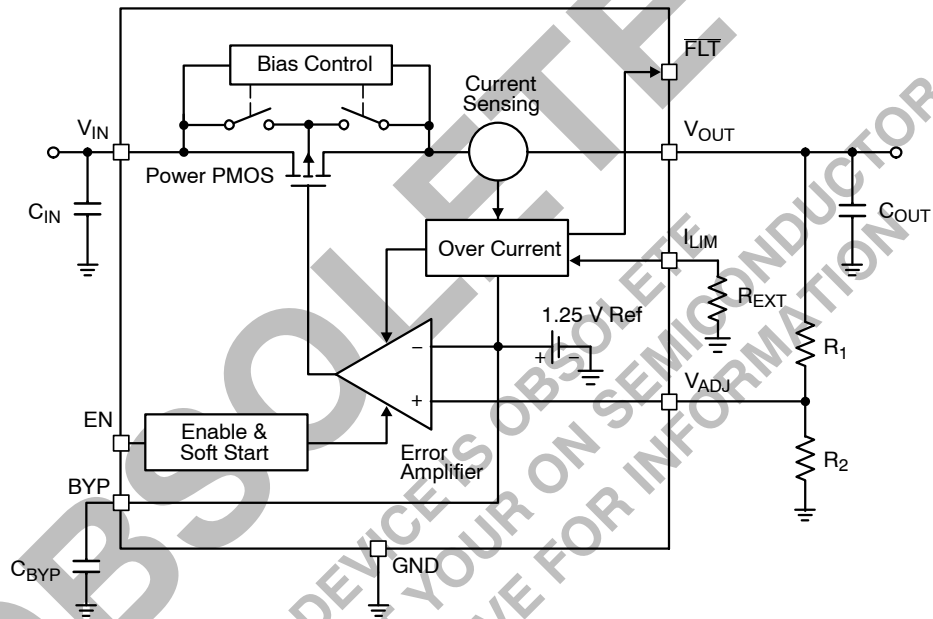 FLT
Bias Control
Current
Sensing
V_IN
V_OUT
Power PMOS
C_IN
C_OUT
Over Current
I_LIM
R_EXT
1.25 V Ref
−
+
−
R_1
V_ADJ
+
EN
Enable &
Soft Start
Error
Amplifier
R_2
BYP
GND
C_BYP
OBSOLETE
DEVICE IS OBSOLETE
YOUR ON SEMICONDUCTOR
VE FOR INFORMATION